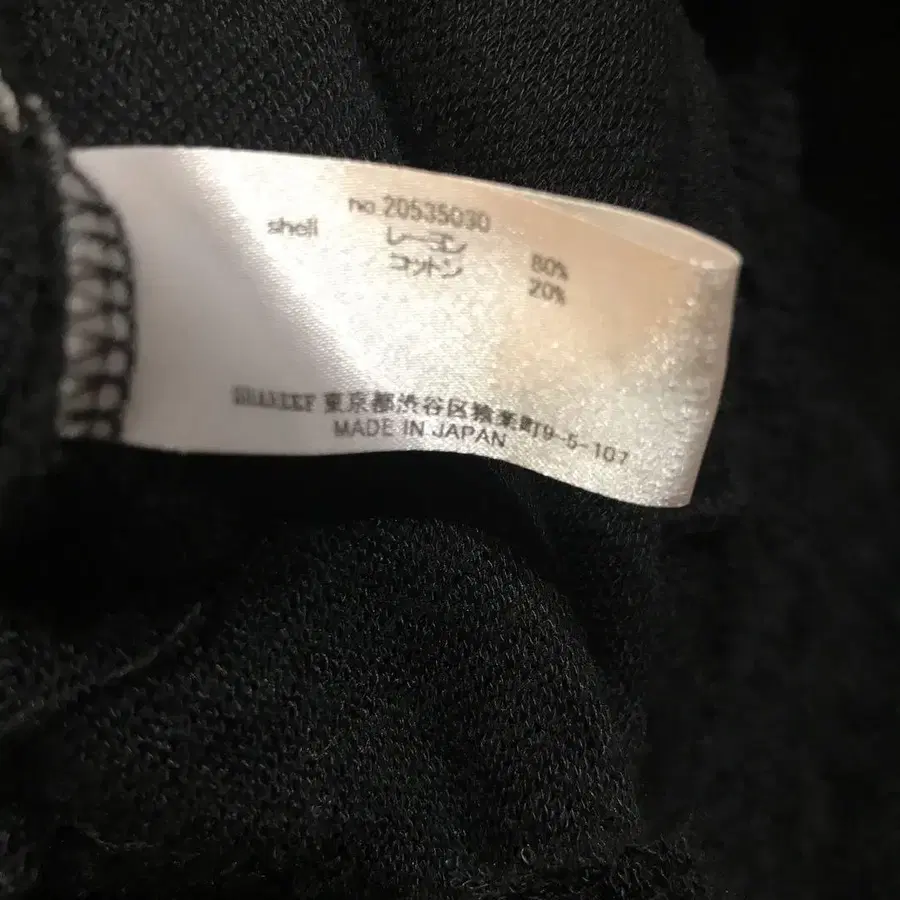 no.20535030
shell レーヨン 80%
コットン 20%
SHAREEF 東京都渋谷区猿楽町9-5-107
MADE IN JAPAN